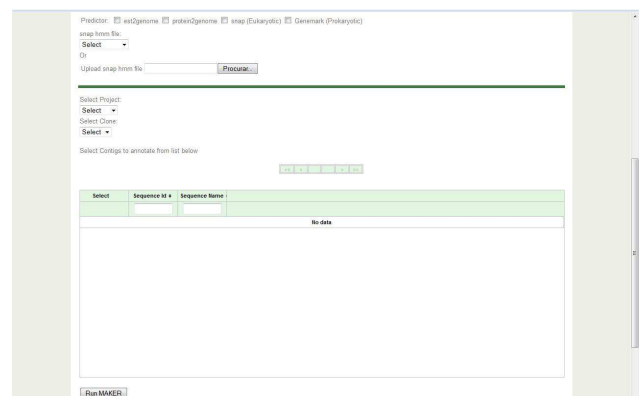 Predictor: est2genome protein2genome snap (Eukaryotic) Genemark (Prokaryotic)
snap hmm file:
Select
Or
Upload snap hmm file Procurar...
Select Project:
Select
Select Clone:
Select
Select Contigs to annotate from list below
Select Sequence Id Sequence Name
No data
Run MAKER